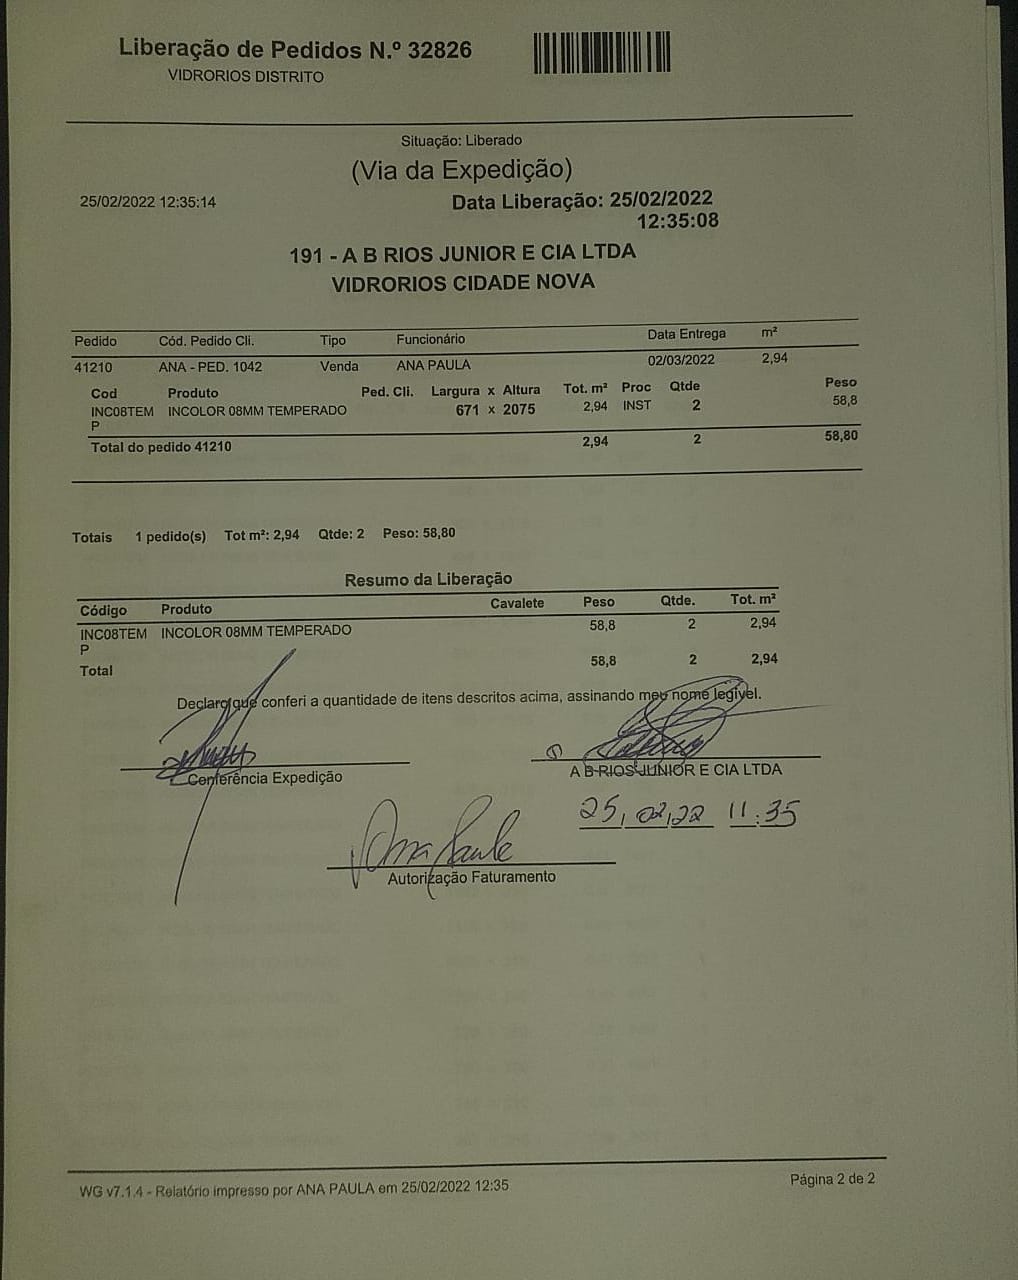 Liberação de Pedidos N.º 32826
VIDRORIOS DISTRITO
Situação: Liberado
(Via da Expedição)
25/02/2022 12:35:14
Data Liberação: 25/02/2022
12:35:08
191 - A B RIOS JUNIOR E CIA LTDA
VIDRORIOS CIDADE NOVA
Pedido Cód. Pedido Cli. Tipo Funcionário Data Entrega m²
41210 ANA - PED. 1042 Venda ANA PAULA 02/03/2022 2,94
Cod Produto Ped. Cli. Largura x Altura Tot. m² Proc Qtde Peso
INC08TEM INCOLOR 08MM TEMPERADO 671 x 2075 2,94 INST 2 58,8
P
Total do pedido 41210 2,94 2 58,80
Totais 1 pedido(s) Tot m²: 2,94 Qtde: 2 Peso: 58,80
Resumo da Liberação
Código Produto Cavalete Peso Qtde. Tot. m²
INC08TEM INCOLOR 08MM TEMPERADO 58,8 2 2,94
P
Total 58,8 2 2,94
Declaro que conferi a quantidade de itens descritos acima, assinando meu nome legível.
Conferência Expedição
A B RIOS JUNIOR E CIA LTDA
25, 02, 22 11:35
Ana Paula
Autorização Faturamento
WG v7.1.4 - Relatório impresso por ANA PAULA em 25/02/2022 12:35
Página 2 de 2